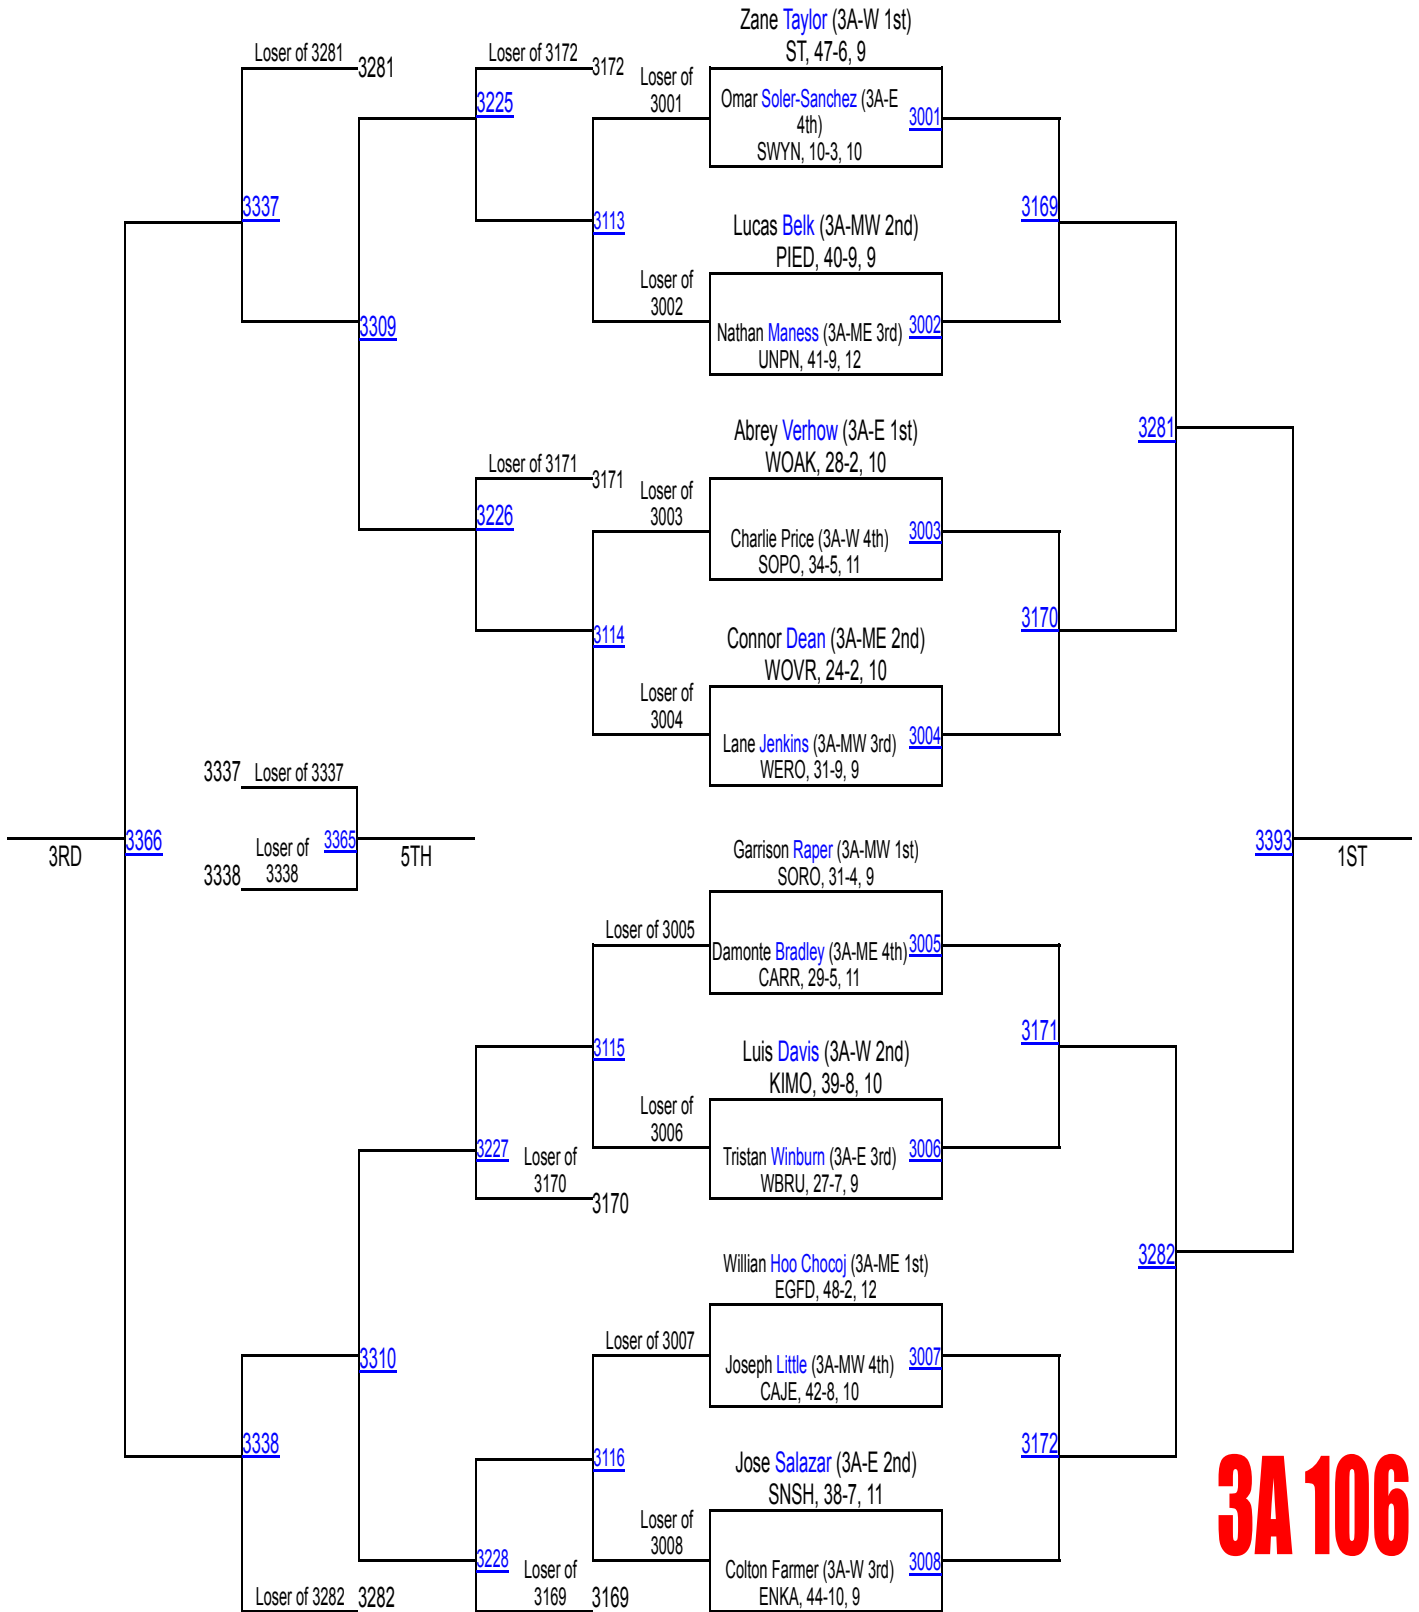 Zane Taylor (3A-W 1st)
ST, 47-6, 9
Loser of 3281
3281
Loser of 3172
3172
Loser of
3001
3225
Omar Soler-Sanchez (3A-E
4th)
SWYN, 10-3, 10
3001
3337
3113
Lucas Belk (3A-MW 2nd)
PIED, 40-9, 9
3169
Loser of
3002
3309
Nathan Maness (3A-ME 3rd)
UNPN, 41-9, 12
3002
Abrey Verhow (3A-E 1st)
WOAK, 28-2, 10
3281
Loser of 3171
3171
Loser of
3003
3226
Charlie Price (3A-W 4th)
SOPO, 34-5, 11
3003
3114
Connor Dean (3A-ME 2nd)
WOVR, 24-2, 10
3170
Loser of
3004
Lane Jenkins (3A-MW 3rd)
WERO, 31-9, 9
3004
3337
Loser of 3337
3RD
3366
Loser of
3338
3338
3365
5TH
Garrison Raper (3A-MW 1st)
SORO, 31-4, 9
3393
1ST
Loser of 3005
Damonte Bradley (3A-ME 4th)
CARR, 29-5, 11
3005
3115
Luis Davis (3A-W 2nd)
KIMO, 39-8, 10
3171
Loser of
3006
3227
Loser of
3170
3170
Tristan Winburn (3A-E 3rd)
WBRU, 27-7, 9
3006
Willian Hoo Chocoj (3A-ME 1st)
EGFD, 48-2, 12
3282
Loser of 3007
3310
Joseph Little (3A-MW 4th)
CAJE, 42-8, 10
3007
3338
3116
Jose Salazar (3A-E 2nd)
SNSH, 38-7, 11
3172
Loser of
3008
3228
Loser of
3169
3169
Colton Farmer (3A-W 3rd)
ENKA, 44-10, 9
3008
Loser of 3282
3282
3A 106